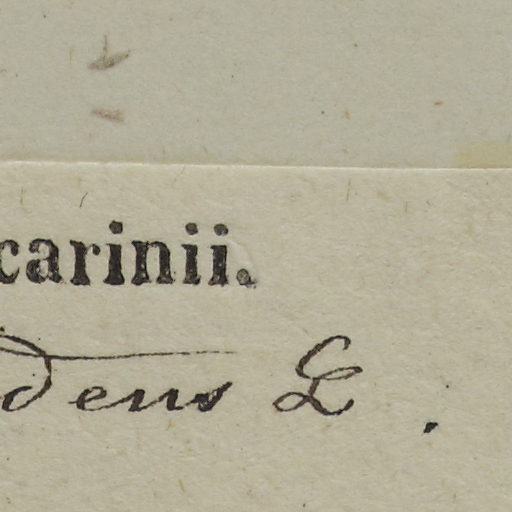 carinii.
dens L.